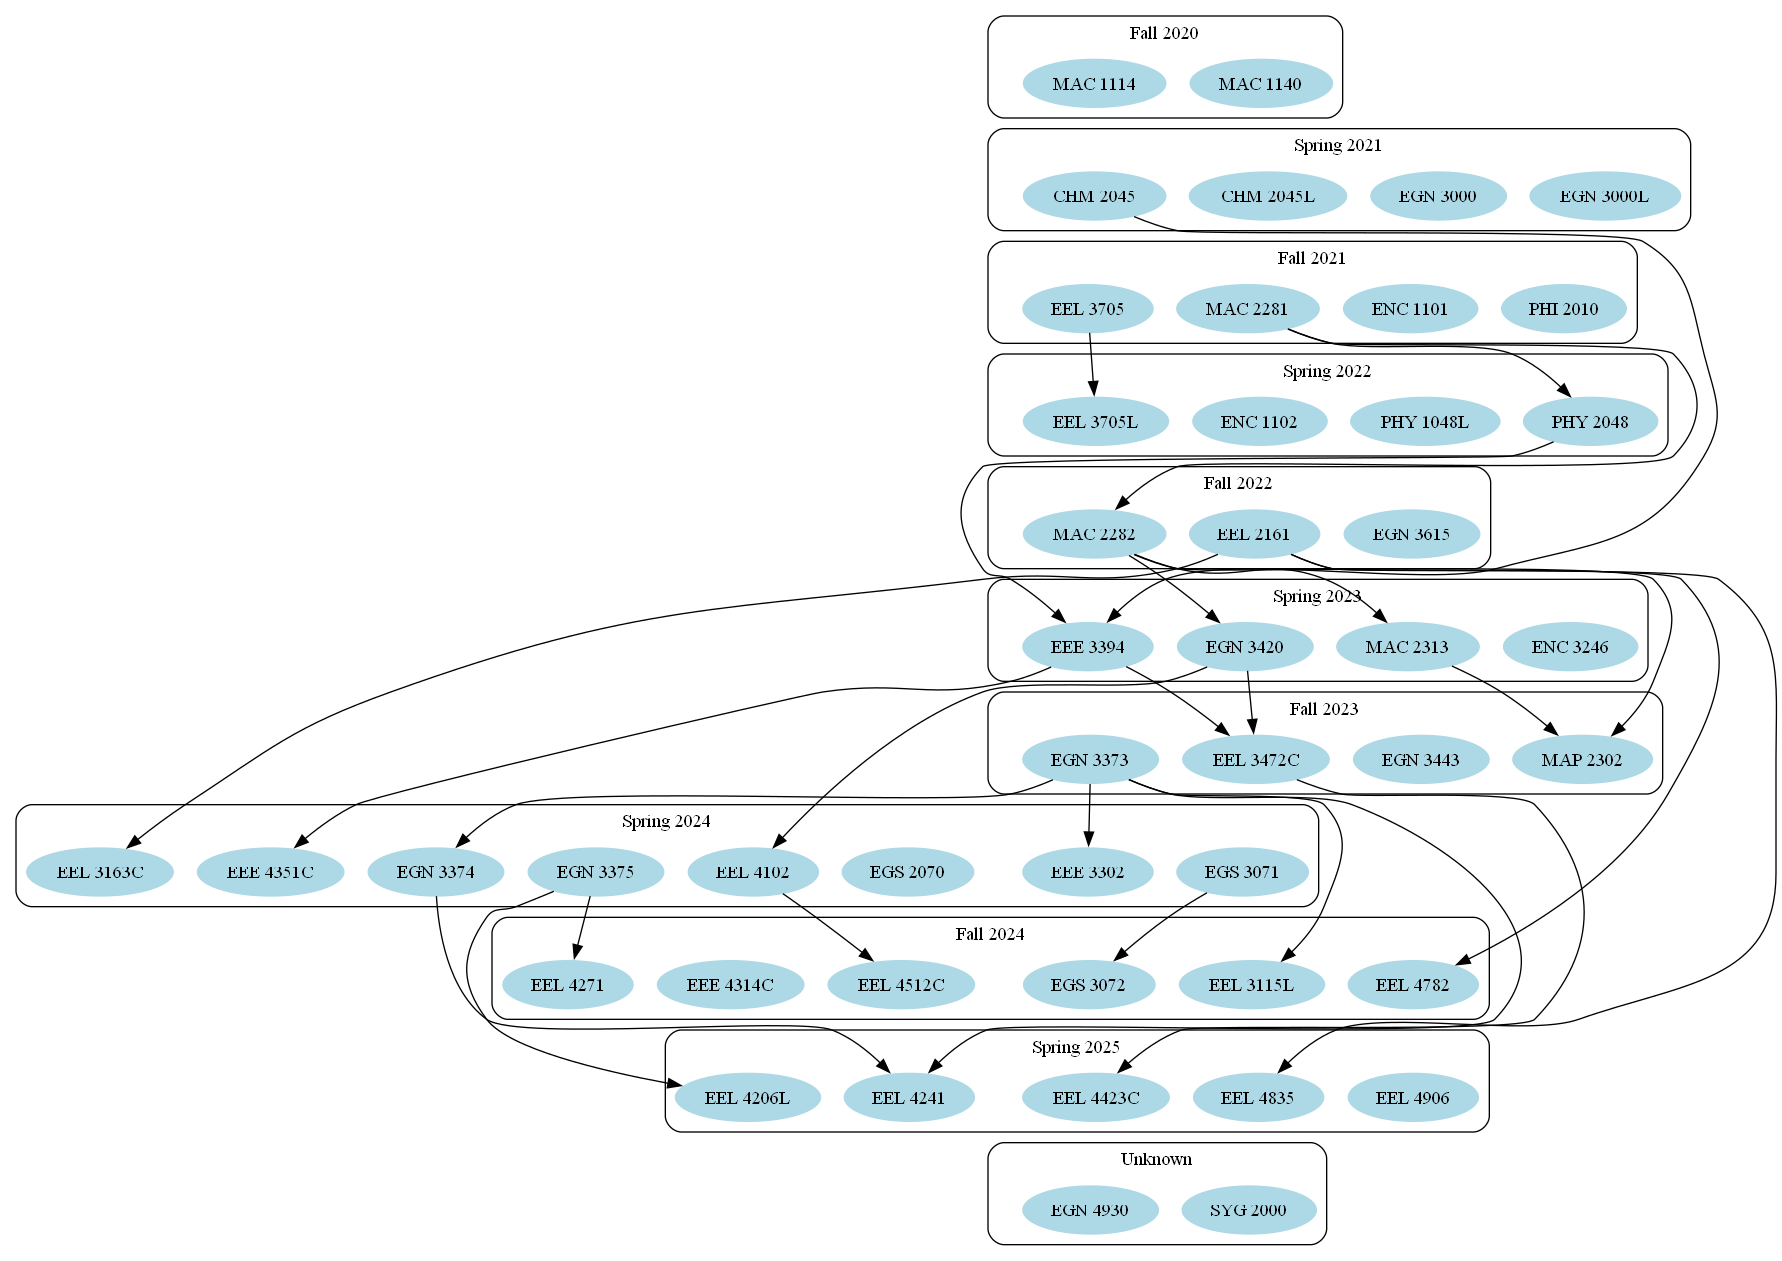 Fall 2020
MAC 1114 MAC 1140
Spring 2021
CHM 2045 CHM 2045L EGN 3000 EGN 3000L
Fall 2021
EEL 3705 MAC 2281 ENC 1101 PHI 2010
Spring 2022
EEL 3705L ENC 1102 PHY 1048L PHY 2048
Fall 2022
MAC 2282 EEL 2161 EGN 3615
Spring 2023
EEE 3394 EGN 3420 MAC 2313 ENC 3246
Fall 2023
EGN 3373 EEL 3472C EGN 3443 MAP 2302
Spring 2024
EEL 3163C EEE 4351C EGN 3374 EGN 3375 EEL 4102 EGS 2070 EEE 3302 EGS 3071
Fall 2024
EEL 4271 EEE 4314C EEL 4512C EGS 3072 EEL 3115L EEL 4782
Spring 2025
EEL 4206L EEL 4241 EEL 4423C EEL 4835 EEL 4906
Unknown
EGN 4930 SYG 2000